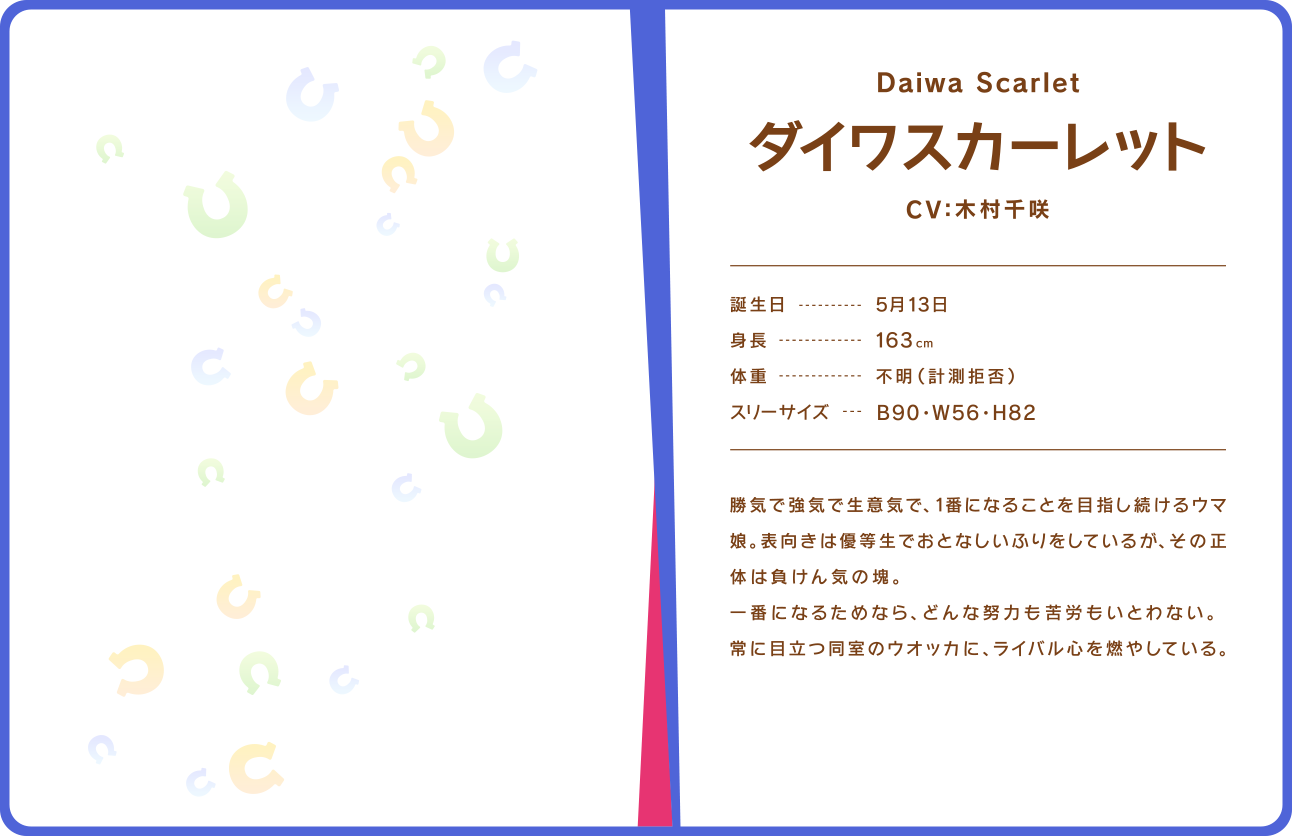 Daiwa Scarlet
ダイワスカーレット
CV:木村千咲
誕生日 ---------- 5月13日
身長 ------------- 163cm
体重 ------------- 不明(計測拒否)
スリーサイズ --- B90・W56・H82
勝気で強気で生意気で、1番になることを目指し続けるウマ
娘。表向きは優等生でおとなしいふりをしているが、その正
体は負けん気の塊。
一番になるためなら、どんな努力も苦労もいとわない。
常に目立つ同室のウオッカに、ライバル心を燃やしている。